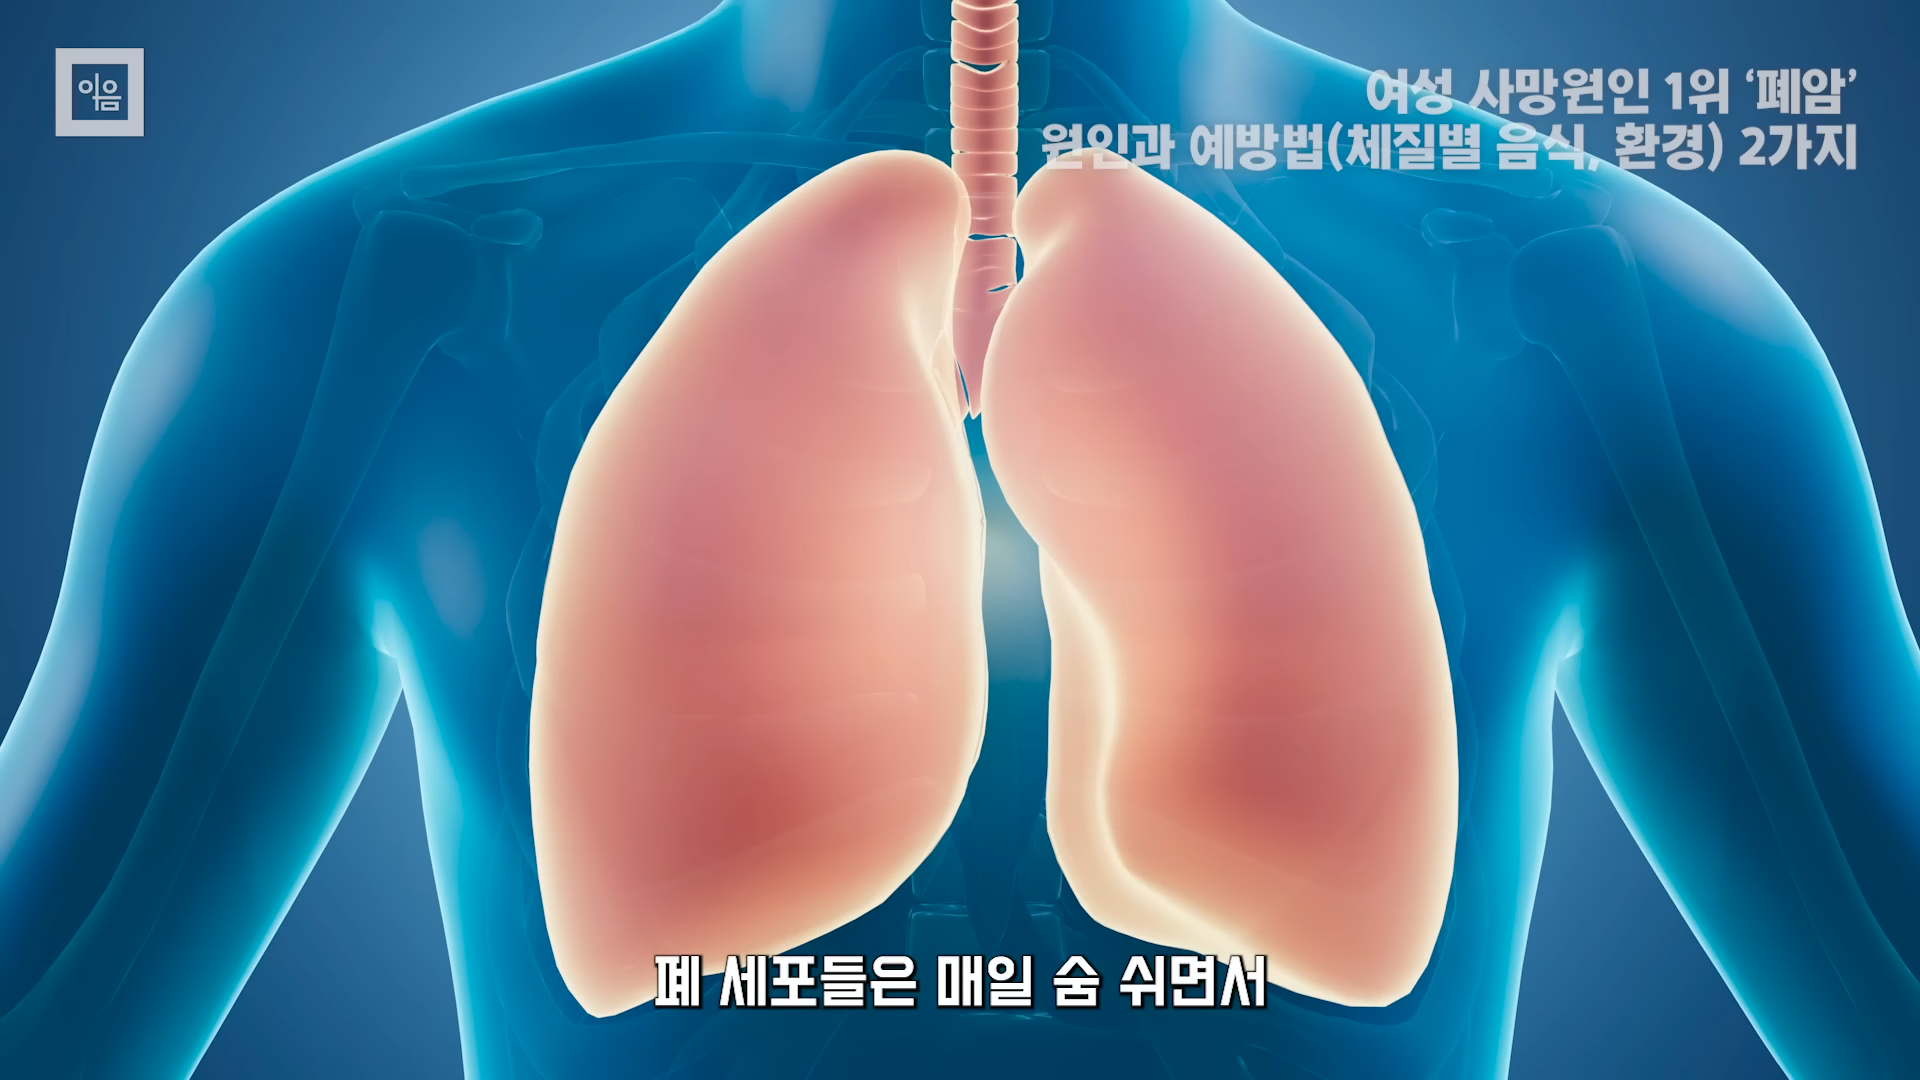 이음
여성 사망원인 1위 ‘폐암’
원인과 예방법(체질별 음식, 환경) 2가지
폐 세포들은 매일 숨 쉬면서